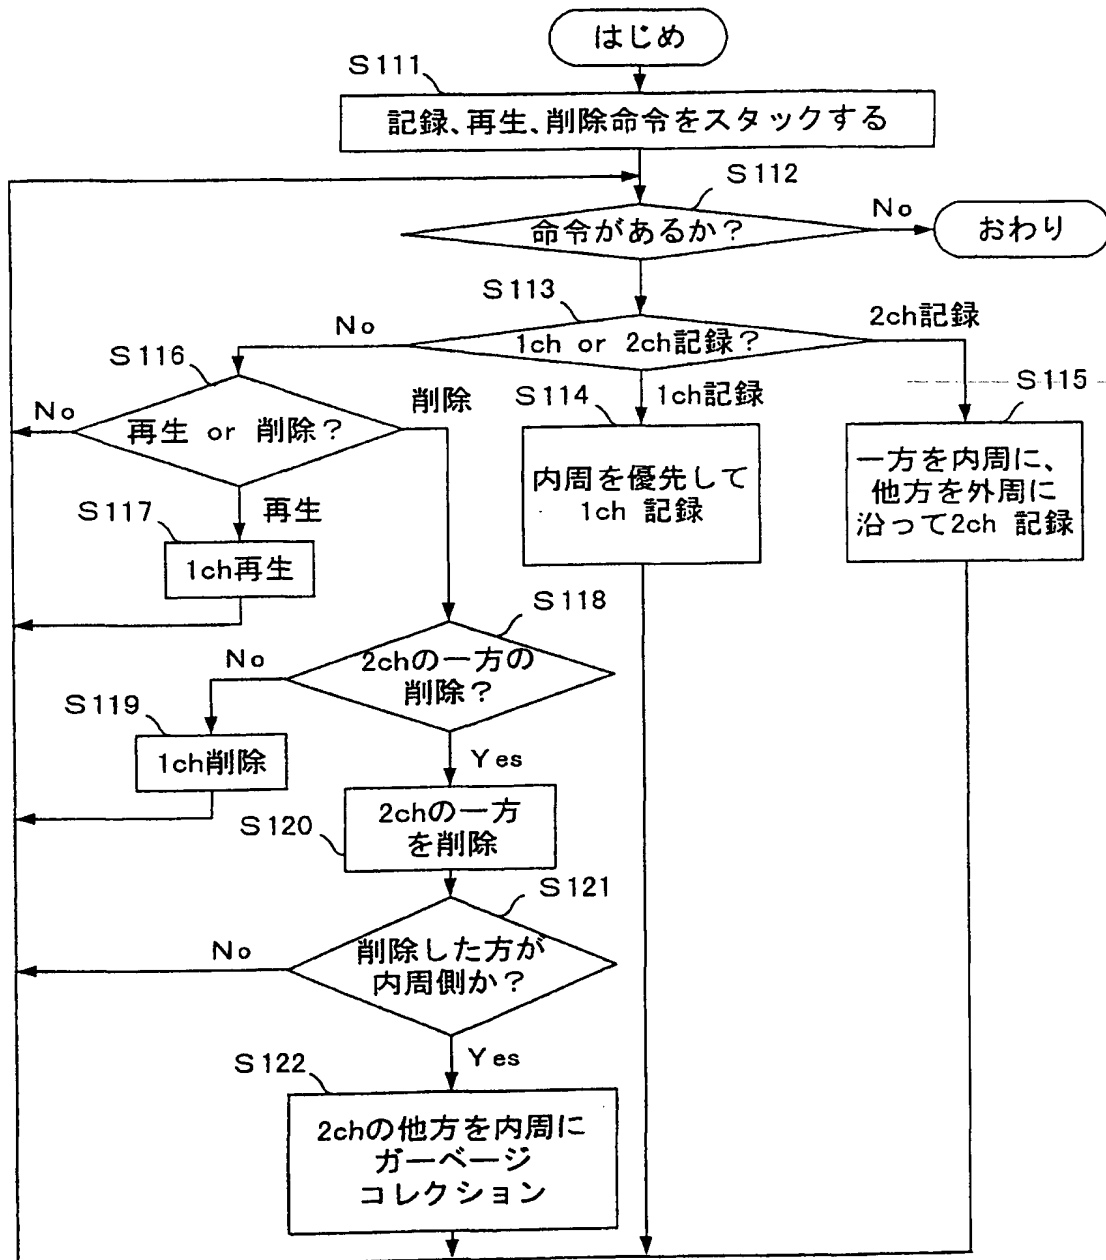 はじめ
S111
記録、再生、削除命令をスタックする
S112
命令があるか?
No
おわり
S113
1ch or 2ch記録?
No
2ch記録
1ch記録
S116
再生 or 削除?
No
削除
再生
S114
内周を優先して
1ch 記録
S115
一方を内周に、
他方を外周に
沿って2ch 記録
S117
1ch再生
S118
2chの一方の
削除?
No
Yes
S119
1ch削除
S120
2chの一方
を削除
S121
削除した方が
内周側か?
No
Yes
S122
2chの他方を内周に
ガーベージ
コレクション